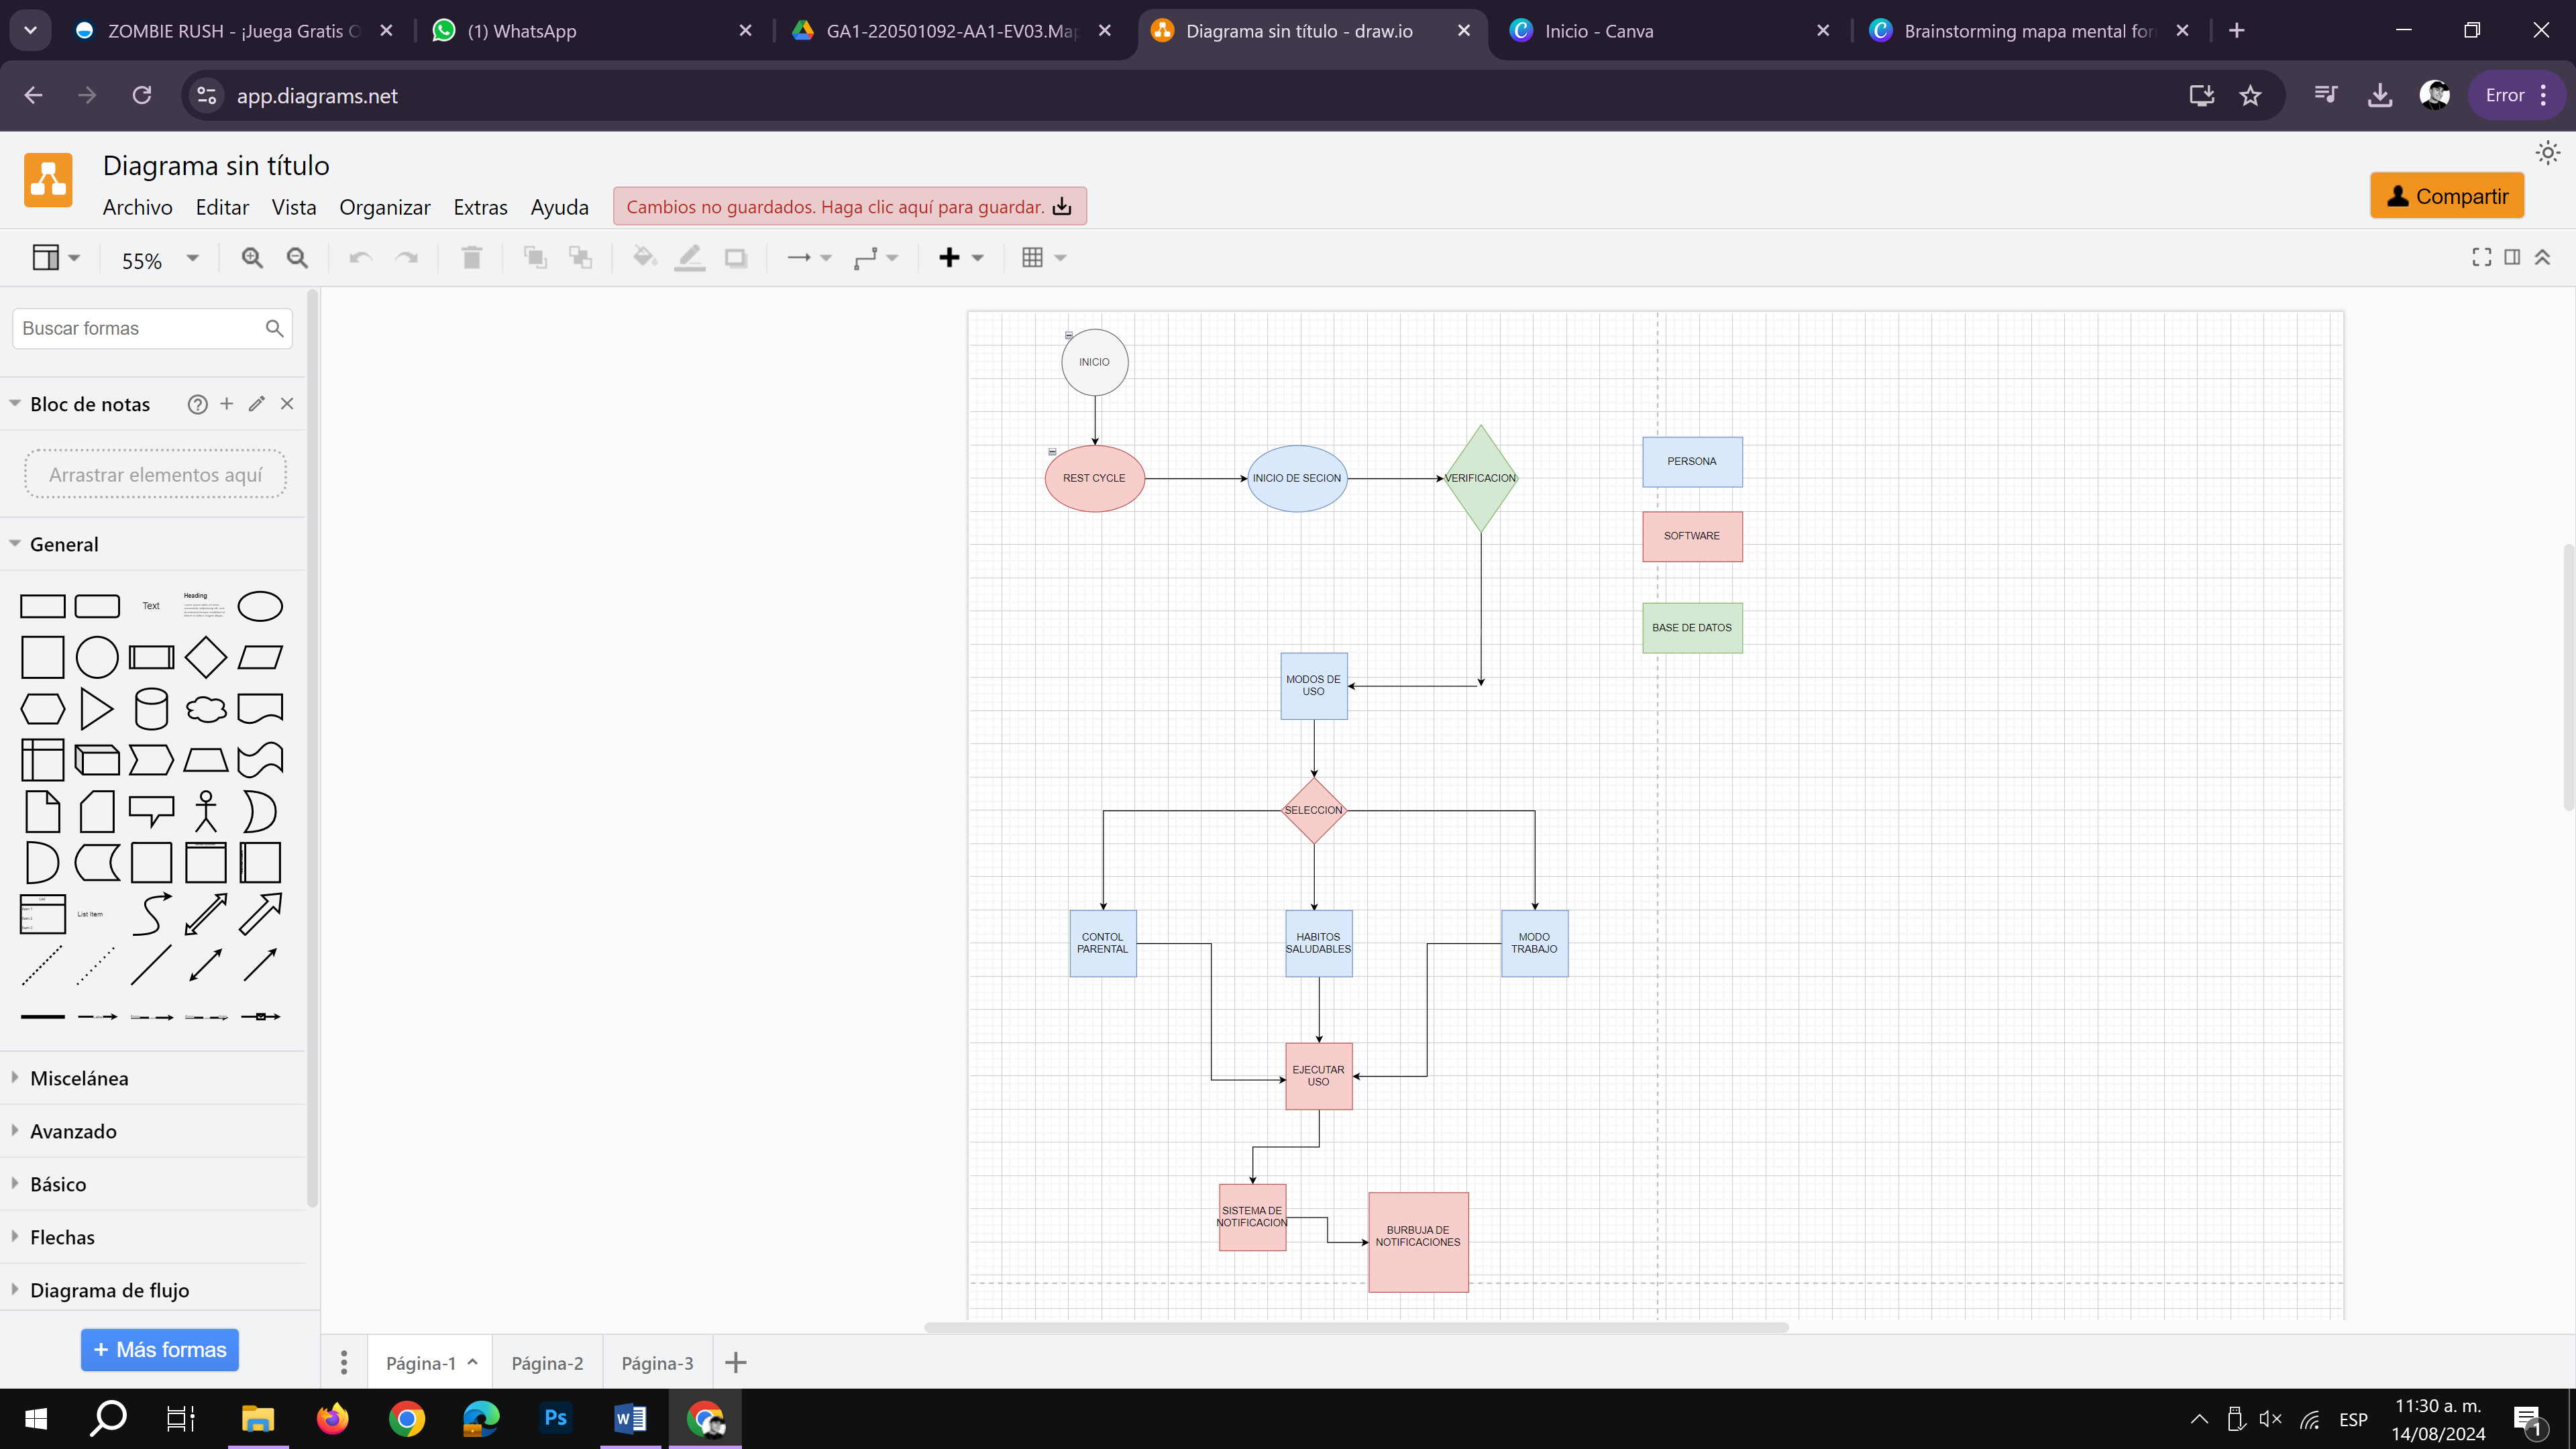 ZOMBIE RUSH - ¡Juega Gratis O
(1) WhatsApp
GA1-220501092-AA1-EV03.Map
Diagrama sin título - draw.io
Inicio - Canva
Brainstorming mapa mental for
app.diagrams.net
Error
Diagrama sin título
Archivo Editar Vista Organizar Extras Ayuda
Cambios no guardados. Haga clic aquí para guardar.
Compartir
55%
Buscar formas
Bloc de notas
Arrastrar elementos aquí
General
Text
Heading
List
List Item
Miscelánea
Avanzado
Básico
Flechas
Diagrama de flujo
+ Más formas
INICIO
REST CYCLE
INICIO DE SECION
VERIFICACION
PERSONA
SOFTWARE
BASE DE DATOS
MODOS DE
USO
SELECCION
CONTOL
PARENTAL
HABITOS
SALUDABLES
MODO
TRABAJO
EJECUTAR
USO
SISTEMA DE
NOTIFICACION
BURBUJA DE
NOTIFICACIONES
Página-1
Página-2
Página-3
Ps
W
ESP
11:30 a. m.
14/08/2024
1